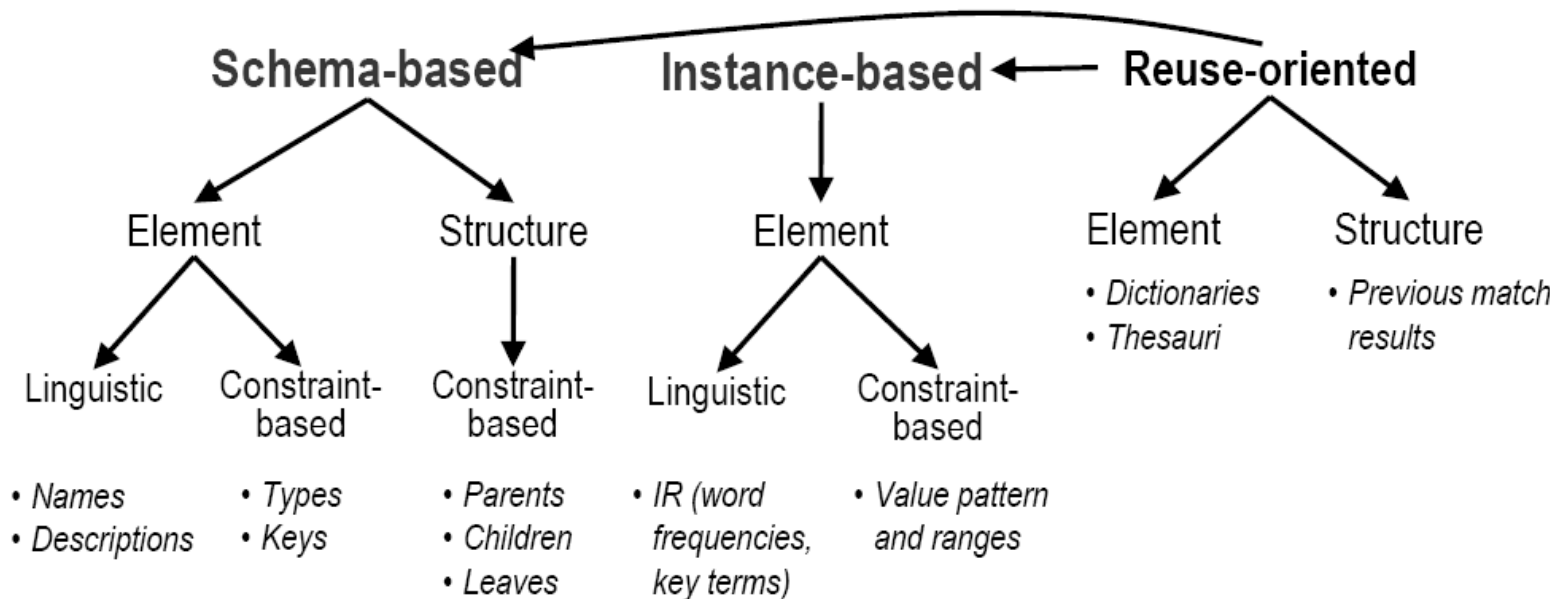 Schema-based
Instance-based
Reuse-oriented
Element
Structure
Element
Element
Structure
• Dictionaries
• Thesauri
• Previous match
results
Linguistic
Constraint-
based
Constraint-
based
Linguistic
Constraint-
based
• Names
• Descriptions
• Types
• Keys
• Parents
• Children
• Leaves
• IR (word
frequencies,
key terms)
• Value pattern
and ranges